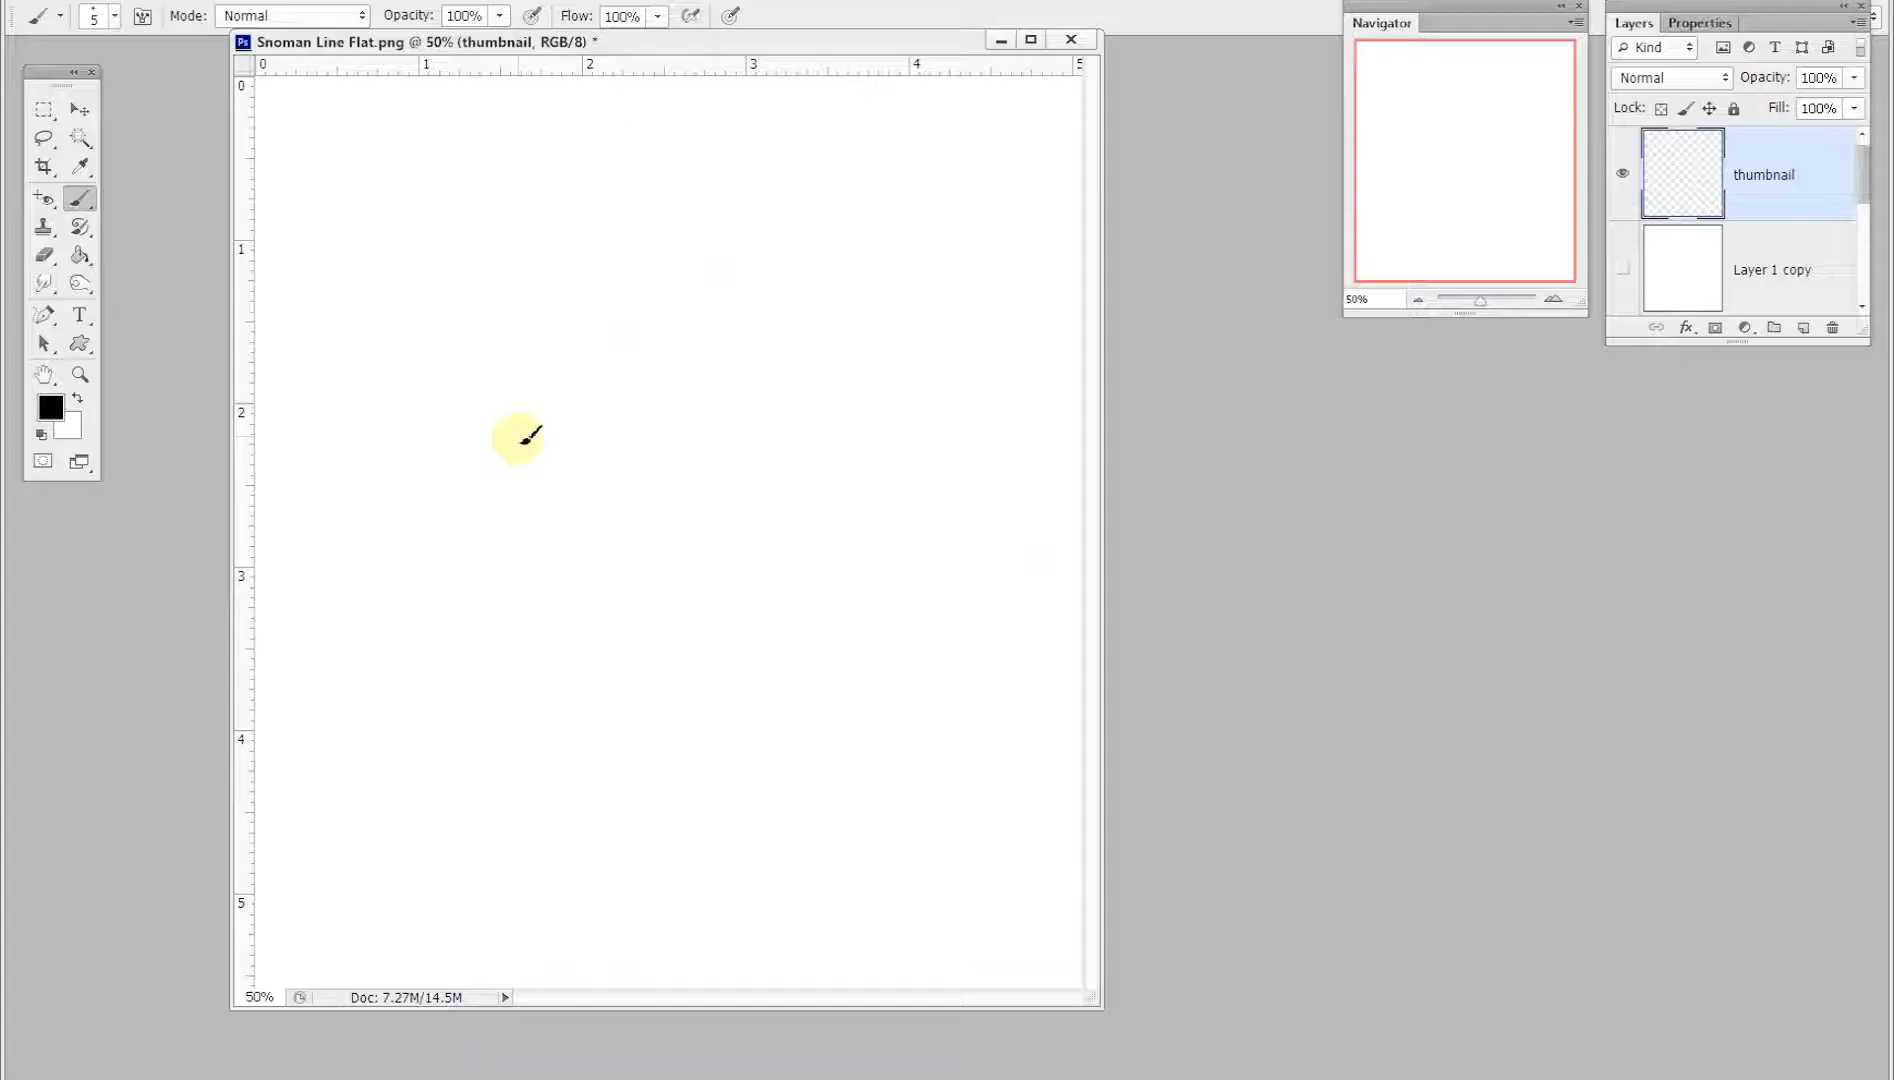 5 Mode: Normal Opacity: 100% Flow: 100%
Snoman Line Flat.png @ 50% (thumbnail, RGB/8) *
0 1 2 3 4 5
0
1
2
3
4
5
50% Doc: 7.27M/14.5M
T
Navigator
50%
Layers Properties
Kind T
Normal Opacity: 100%
Lock: Fill: 100%
thumbnail
Layer 1 copy
fx